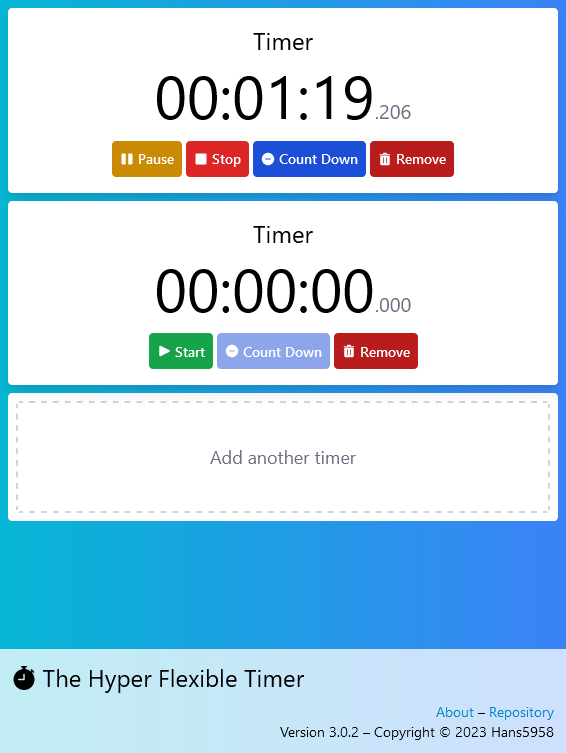 Timer
00:01:19.206
Pause Stop Count Down Remove
Timer
00:00:00.000
Start Count Down Remove
Add another timer
The Hyper Flexible Timer
About – Repository
Version 3.0.2 – Copyright © 2023 Hans5958